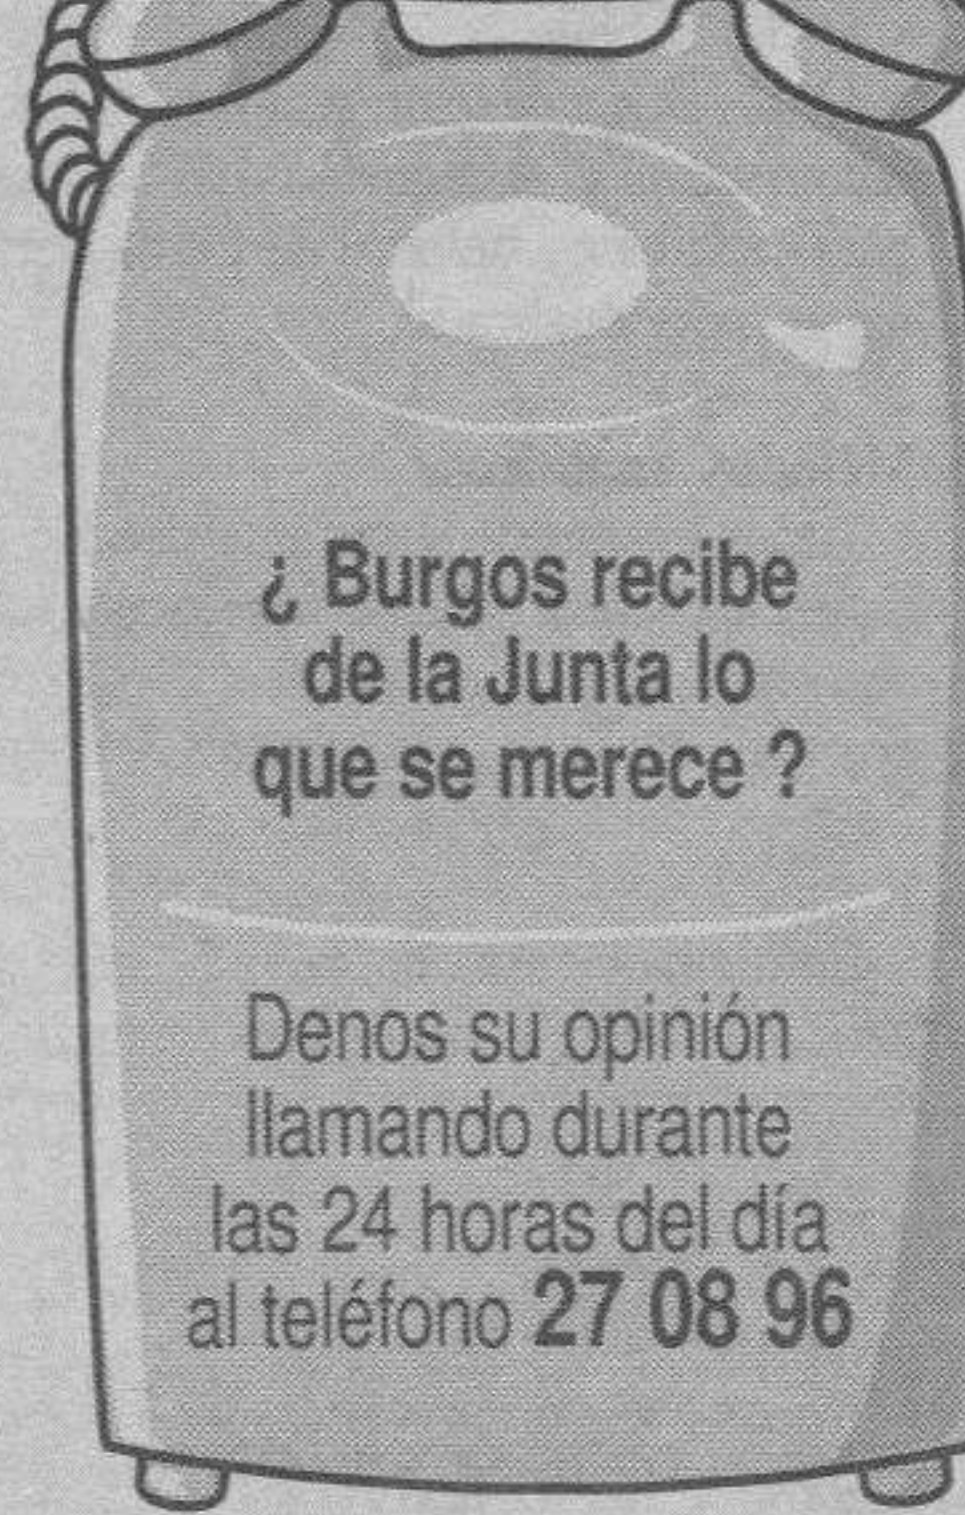 ¿ Burgos recibe
de la Junta lo
que se merece ?
Denos su opinión
llamando durante
las 24 horas del día
al teléfono 27 08 96